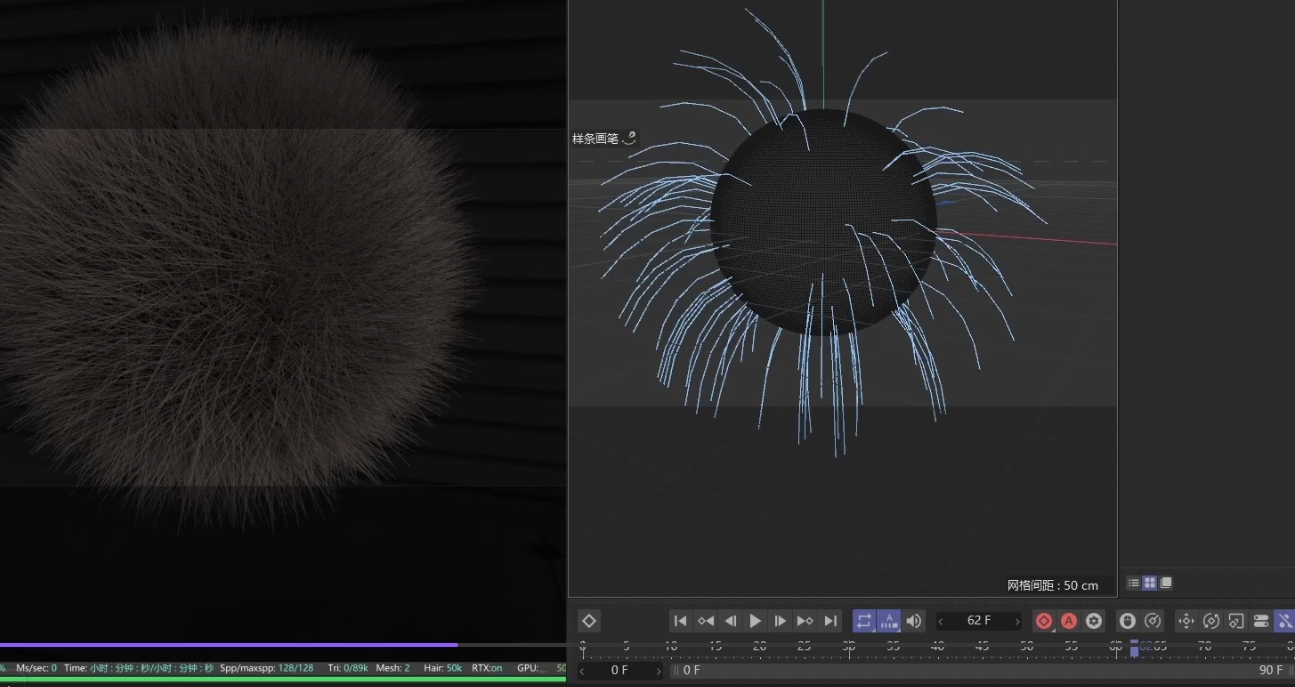 样条画笔
网格间距 : 50 cm
A
62 F
A
0 5 10 15 20 25 30 35 40 45 50 55 60 6265 70 75
0 F
0 F
90 F
% Ms/sec: 0 Time: 小时 : 分钟 : 秒/小时 : 分钟 : 秒 Spp/maxspp: 128/128 Tri: 0/89k Mesh: 2 Hair: 50k RTX:on GPU:_ 50